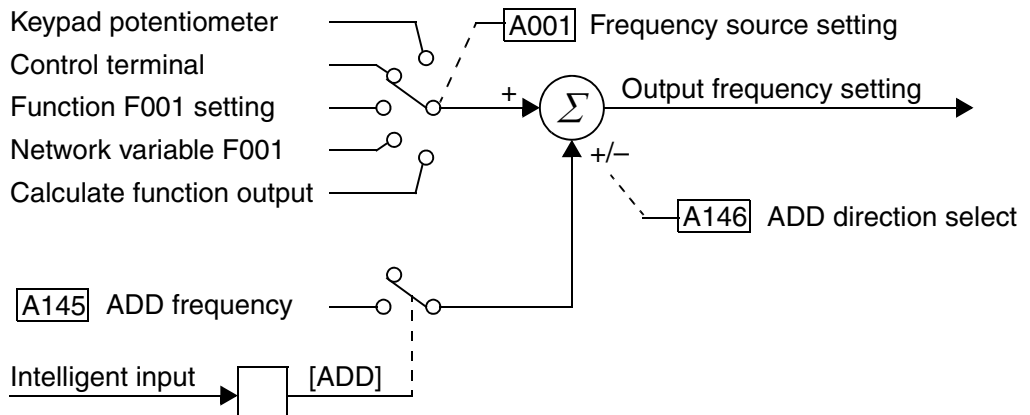 Keypad potentiometer
A001 Frequency source setting
Control terminal
Function F001 setting
+
Σ
Output frequency setting
Network variable F001
+/–
Calculate function output
A146 ADD direction select
A145 ADD frequency
Intelligent input
[ADD]